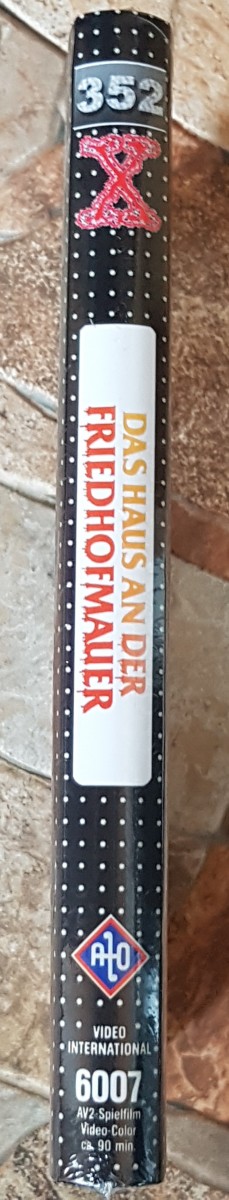 352
X
DAS HAUS AN DER
FRIEDHOFMAUER
VIDEO
INTERNATIONAL
6007
AV2-Spielfilm
Video-Color
ca. 90 min.